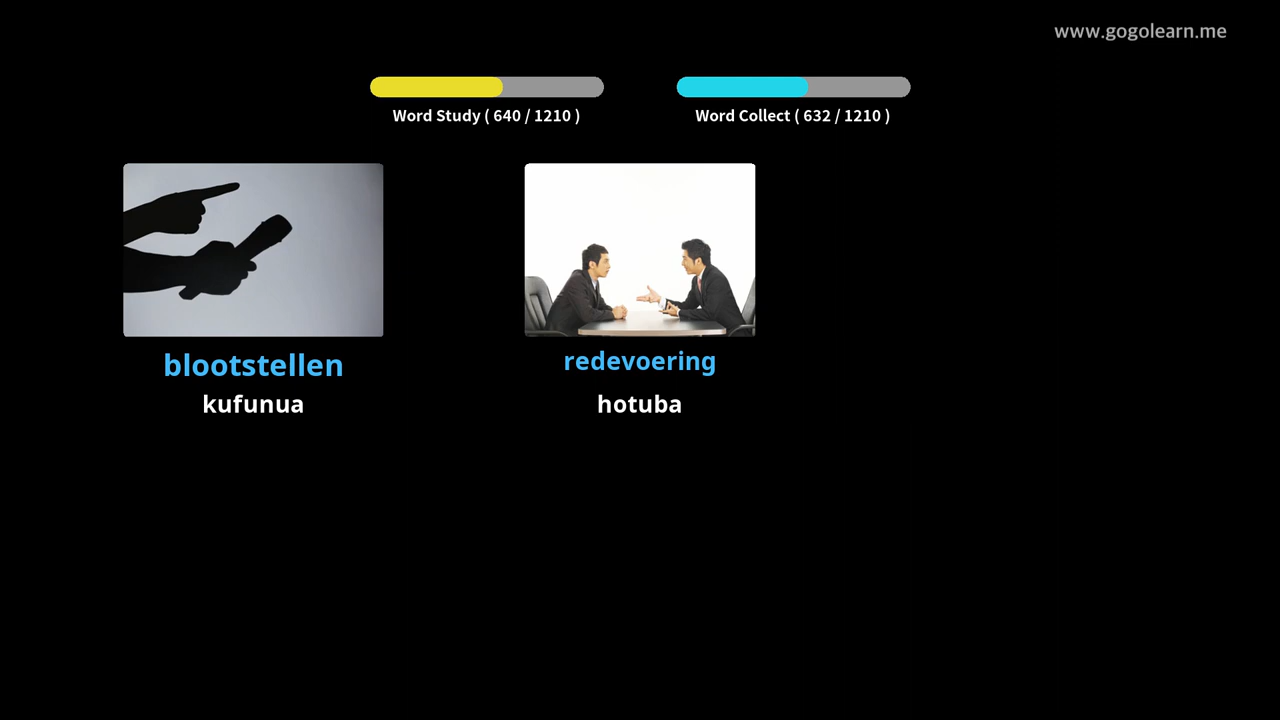 www.gogolearn.me
Word Study ( 640 / 1210 )
Word Collect ( 632 / 1210 )
blootstellen
kufunua
redevoering
hotuba